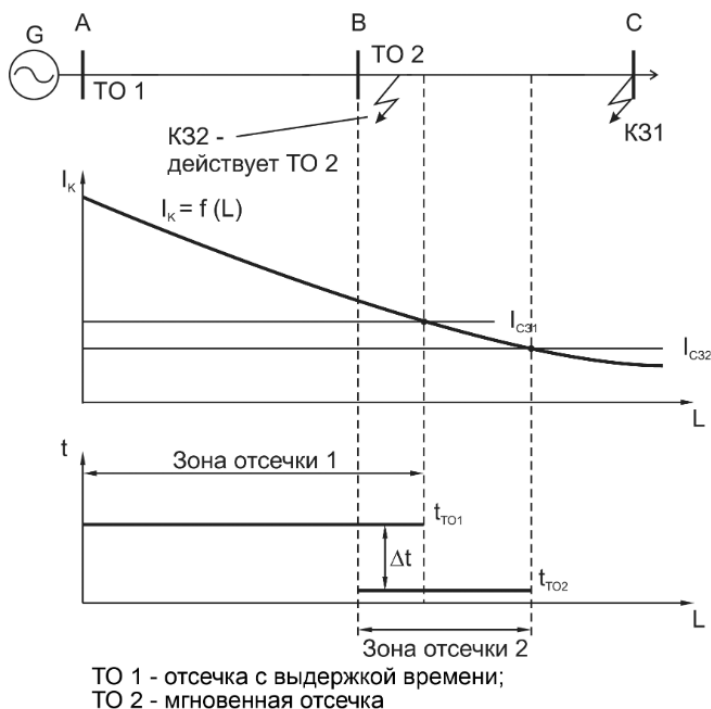 G
A
B
C
ТО 1
ТО 2
КЗ2 -
действует ТО 2
КЗ1
Iк
Iк = f (L)
Iсз1
Iсз2
L
t
Зона отсечки 1
tто1
Δt
tто2
L
Зона отсечки 2
ТО 1 - отсечка с выдержкой времени;
ТО 2 - мгновенная отсечка